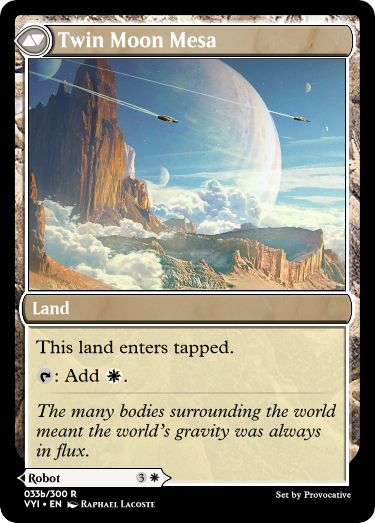 Twin Moon Mesa
Land
This land enters tapped.
: Add .
The many bodies surrounding the world
meant the world's gravity was always
in flux.
Robot 3
033b/300 R
VYI • EN Raphael Lacoste
Set by Provocative